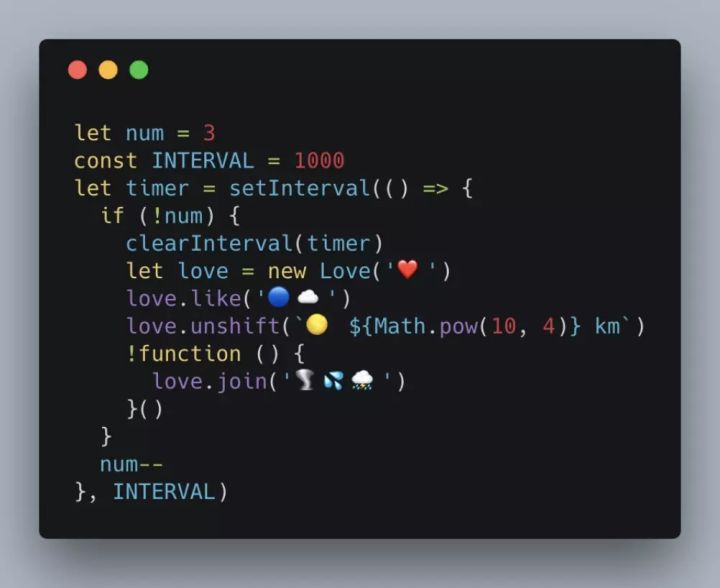 let num = 3
const INTERVAL = 1000
let timer = setInterval(() => {
  if (!num) {
    clearInterval(timer)
    let love = new Love('❤️ ')
    love.like('🔵☁️ ')
    love.unshift(`🟡 ${Math.pow(10, 4)} km`)
    !function () {
      love.join('🌪💦⛈ ')
    }()
  }
  num--
}, INTERVAL)